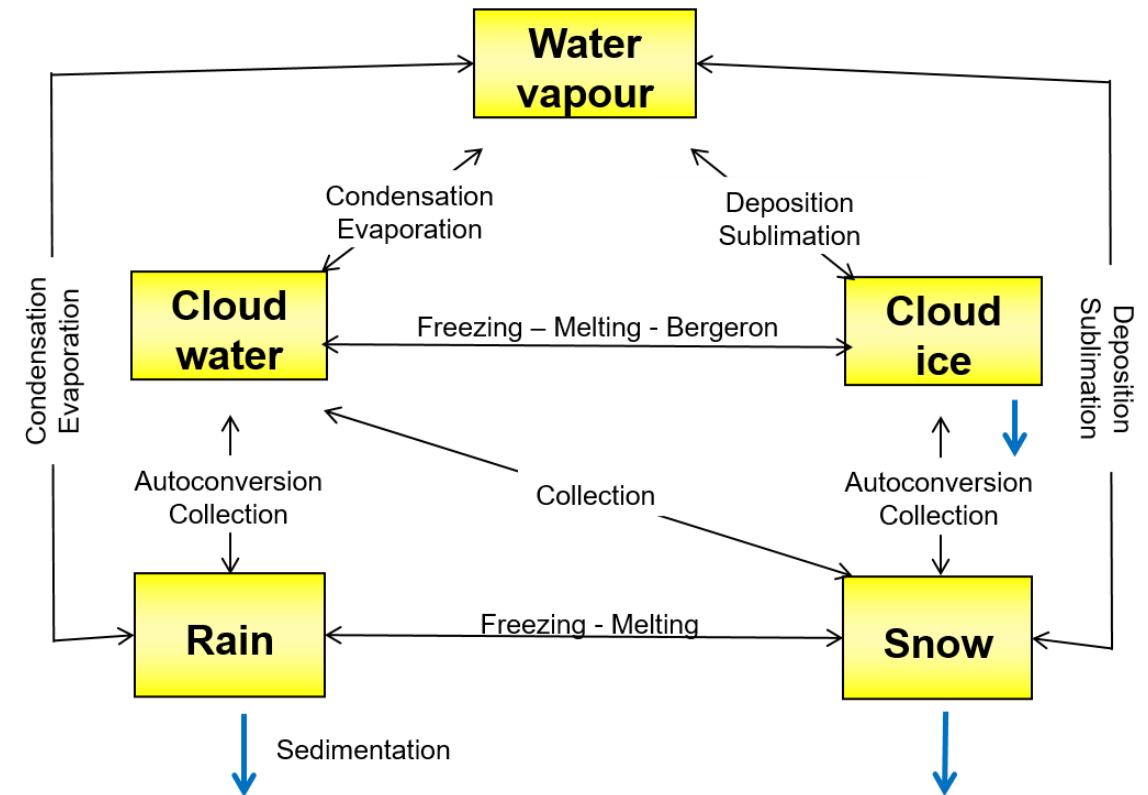 Water
vapour
Condensation
Evaporation
Deposition
Sublimation
Condensation
Evaporation
Cloud
water
Freezing – Melting - Bergeron
Cloud
ice
Deposition
Sublimation
Autoconversion
Collection
Collection
Autoconversion
Collection
Rain
Freezing - Melting
Snow
Sedimentation